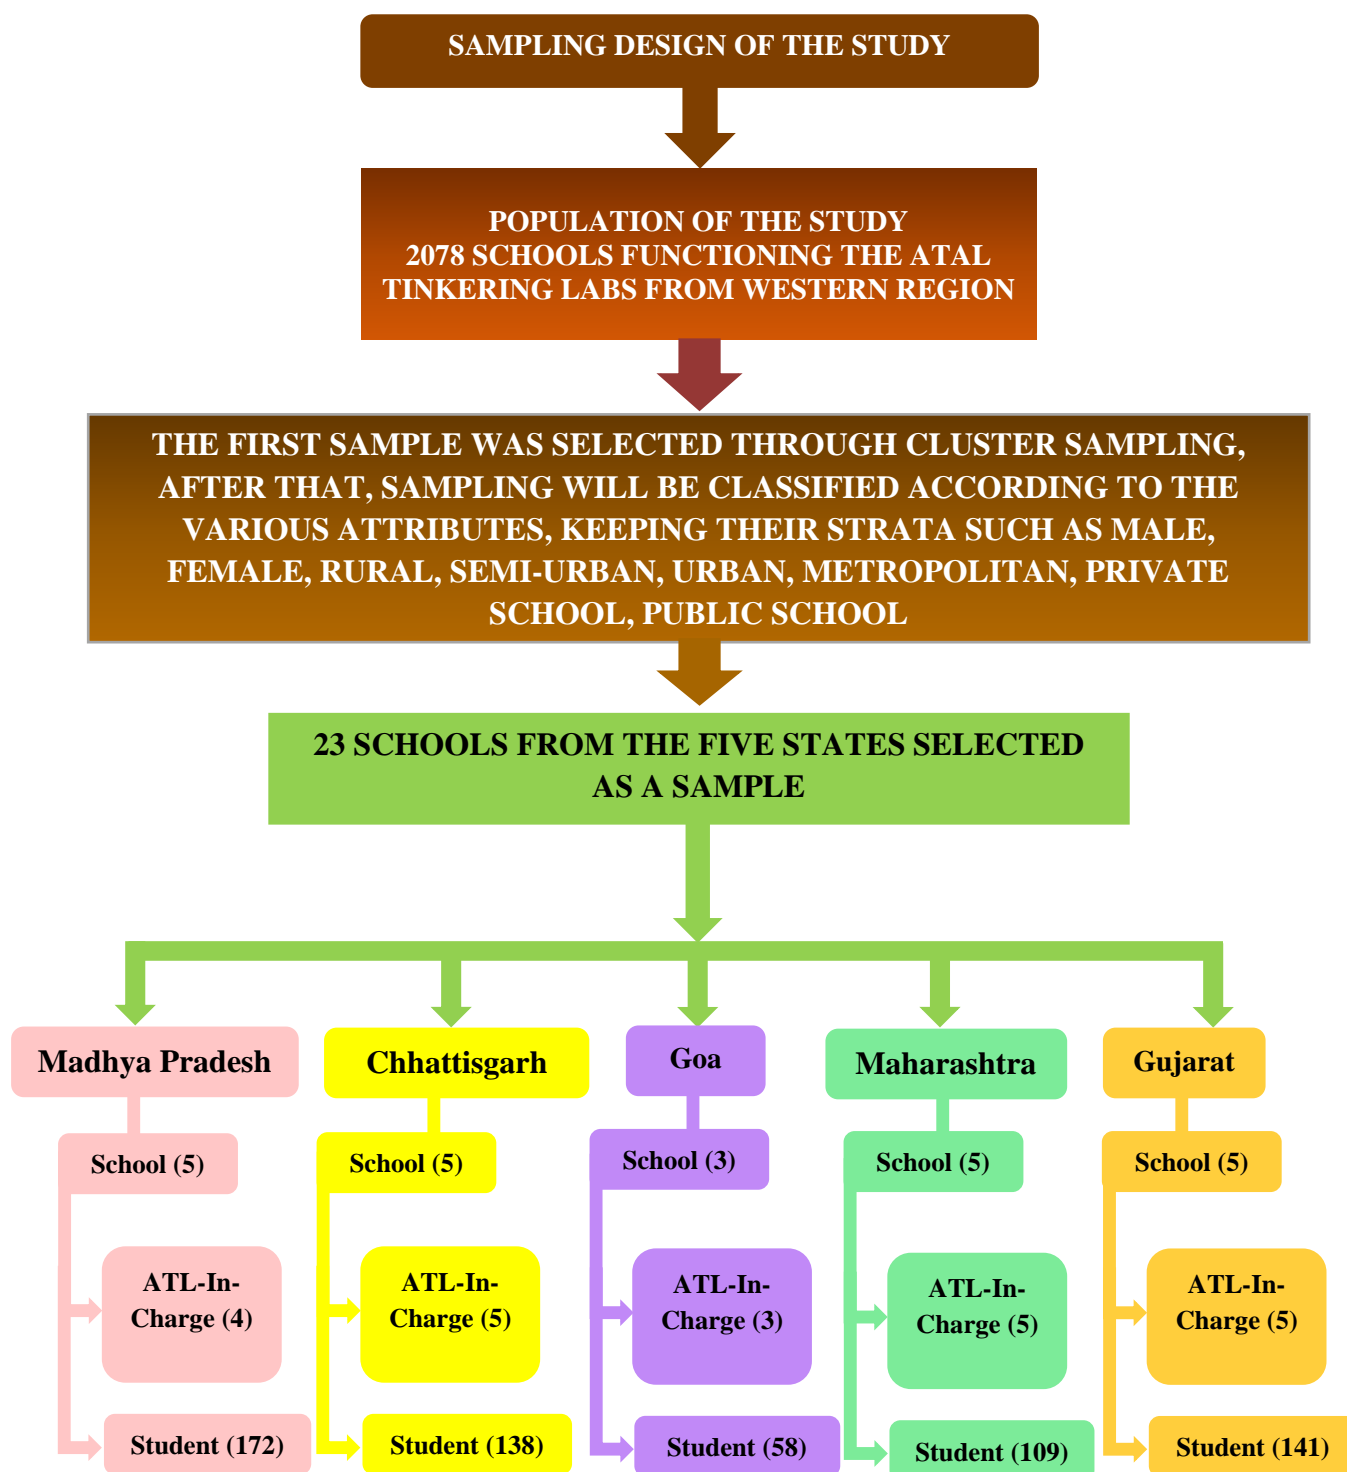 SAMPLING DESIGN OF THE STUDY
POPULATION OF THE STUDY
2078 SCHOOLS FUNCTIONING THE ATAL
TINKERING LABS FROM WESTERN REGION
THE FIRST SAMPLE WAS SELECTED THROUGH CLUSTER SAMPLING,
AFTER THAT, SAMPLING WILL BE CLASSIFIED ACCORDING TO THE
VARIOUS ATTRIBUTES, KEEPING THEIR STRATA SUCH AS MALE,
FEMALE, RURAL, SEMI-URBAN, URBAN, METROPOLITAN, PRIVATE
SCHOOL, PUBLIC SCHOOL
23 SCHOOLS FROM THE FIVE STATES SELECTED
AS A SAMPLE
Madhya Pradesh
School (5)
ATL-In-
Charge (4)
Student (172)
Chhattisgarh
School (5)
ATL-In-
Charge (5)
Student (138)
Goa
School (3)
ATL-In-
Charge (3)
Student (58)
Maharashtra
School (5)
ATL-In-
Charge (5)
Student (109)
Gujarat
School (5)
ATL-In-
Charge (5)
Student (141)